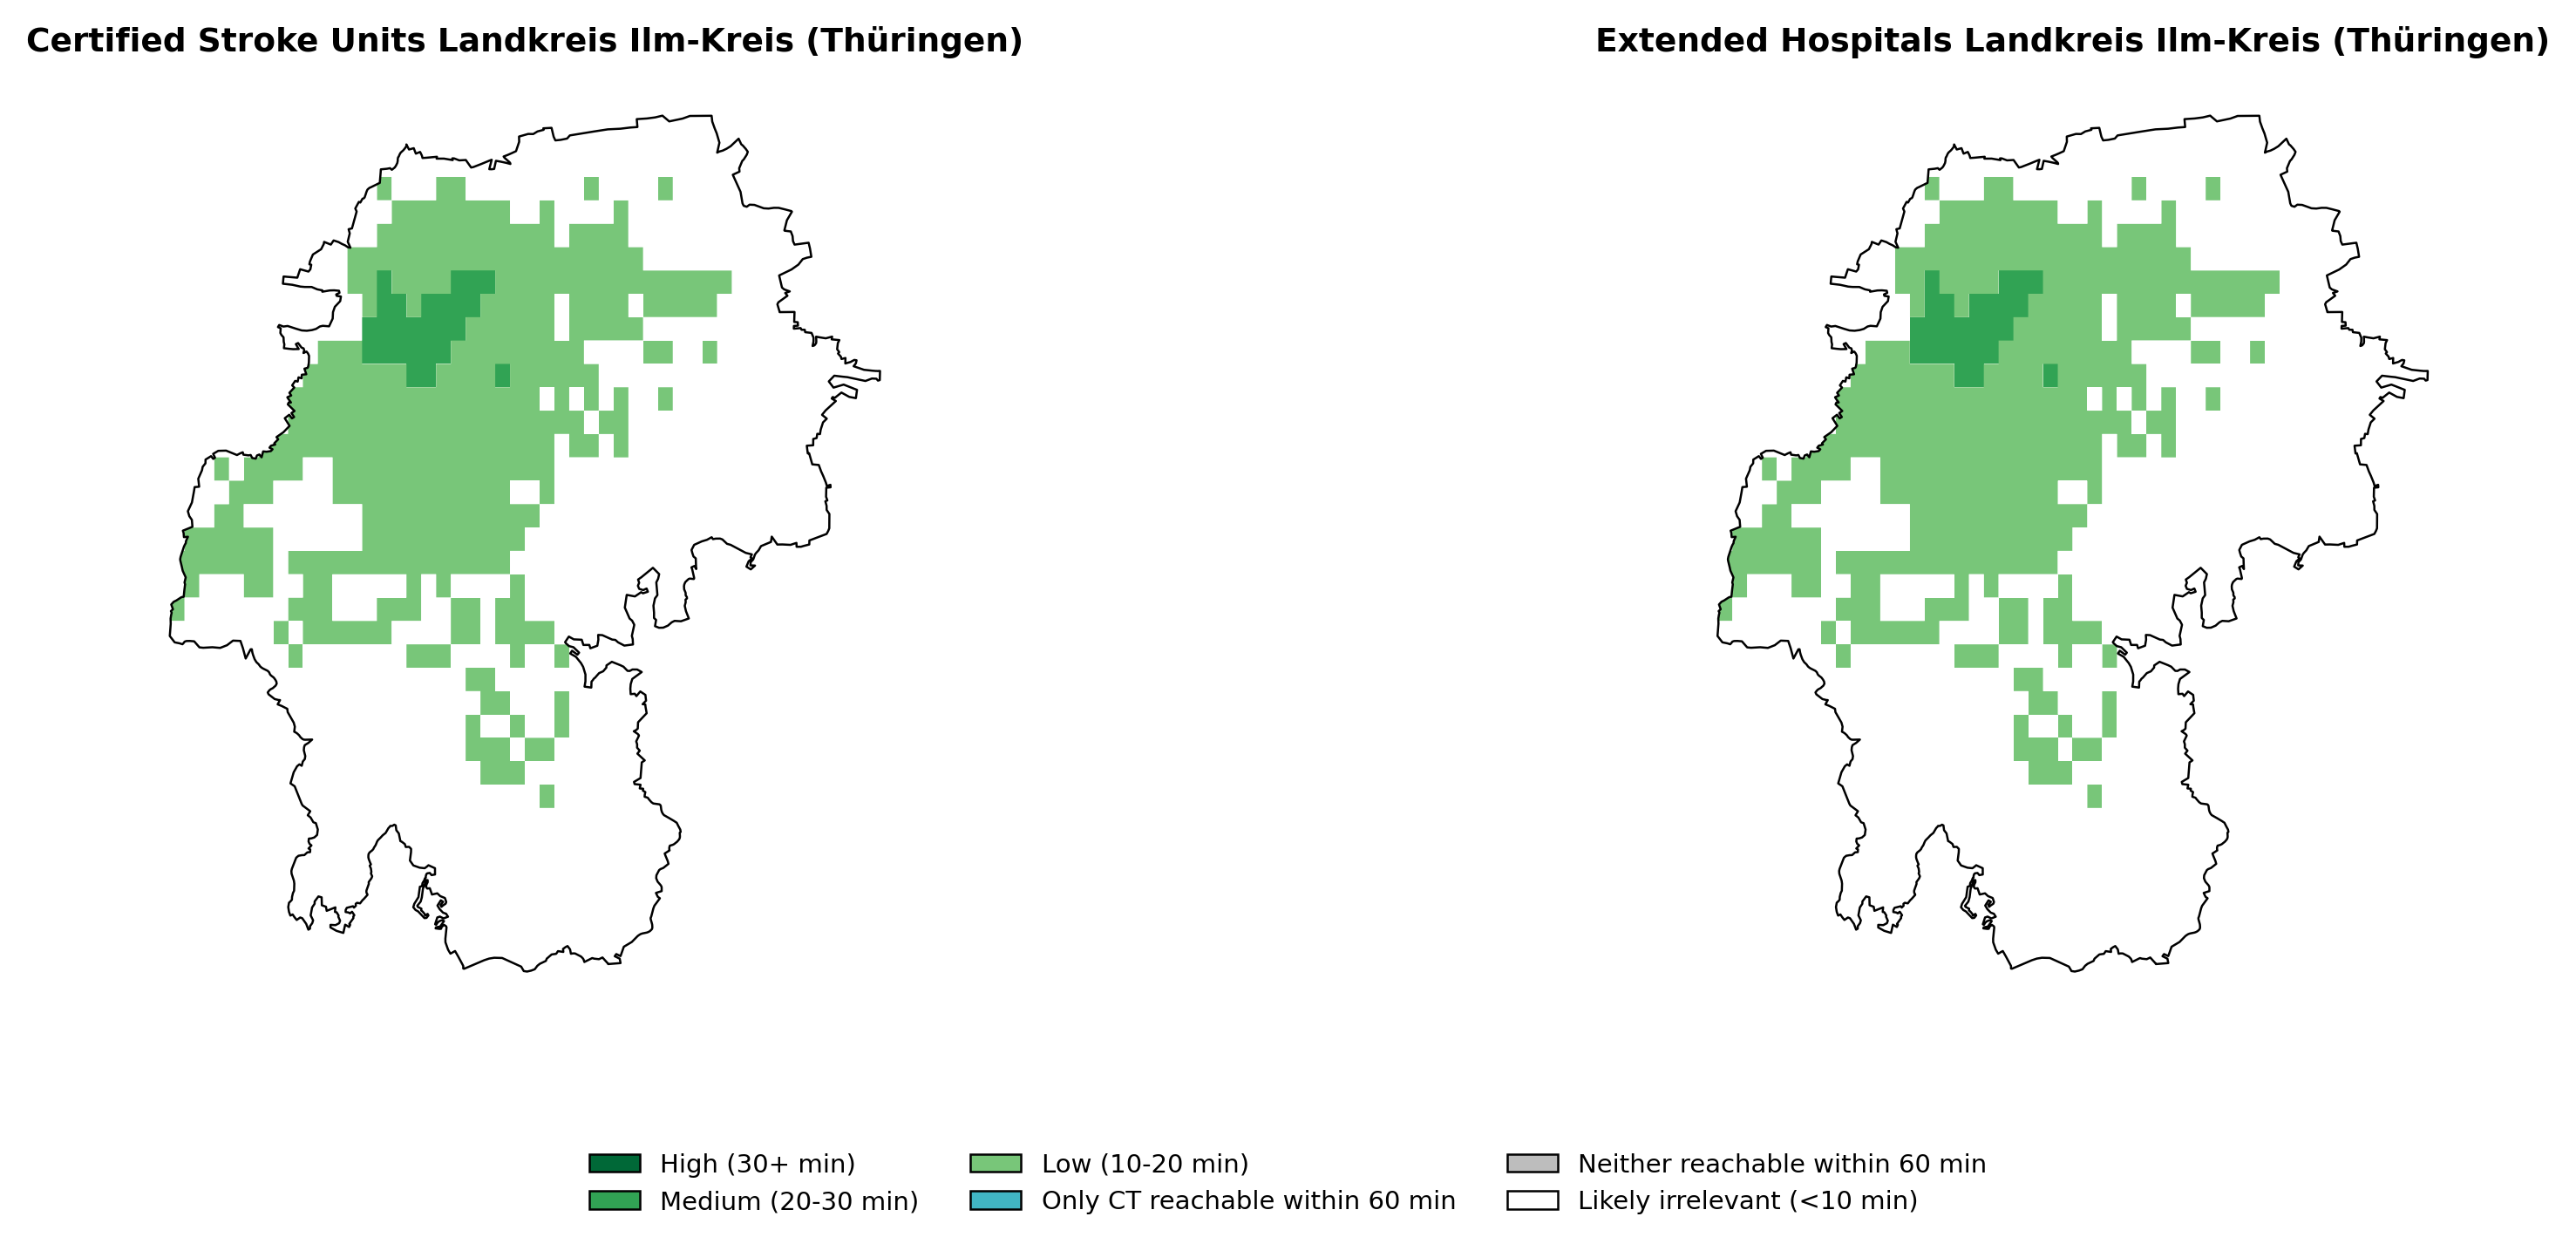 Certified Stroke Units Landkreis Ilm-Kreis (Thüringen)
Extended Hospitals Landkreis Ilm-Kreis (Thüringen)
High (30+ min)
Medium (20-30 min)
Low (10-20 min)
Only CT reachable within 60 min
Neither reachable within 60 min
Likely irrelevant (<10 min)